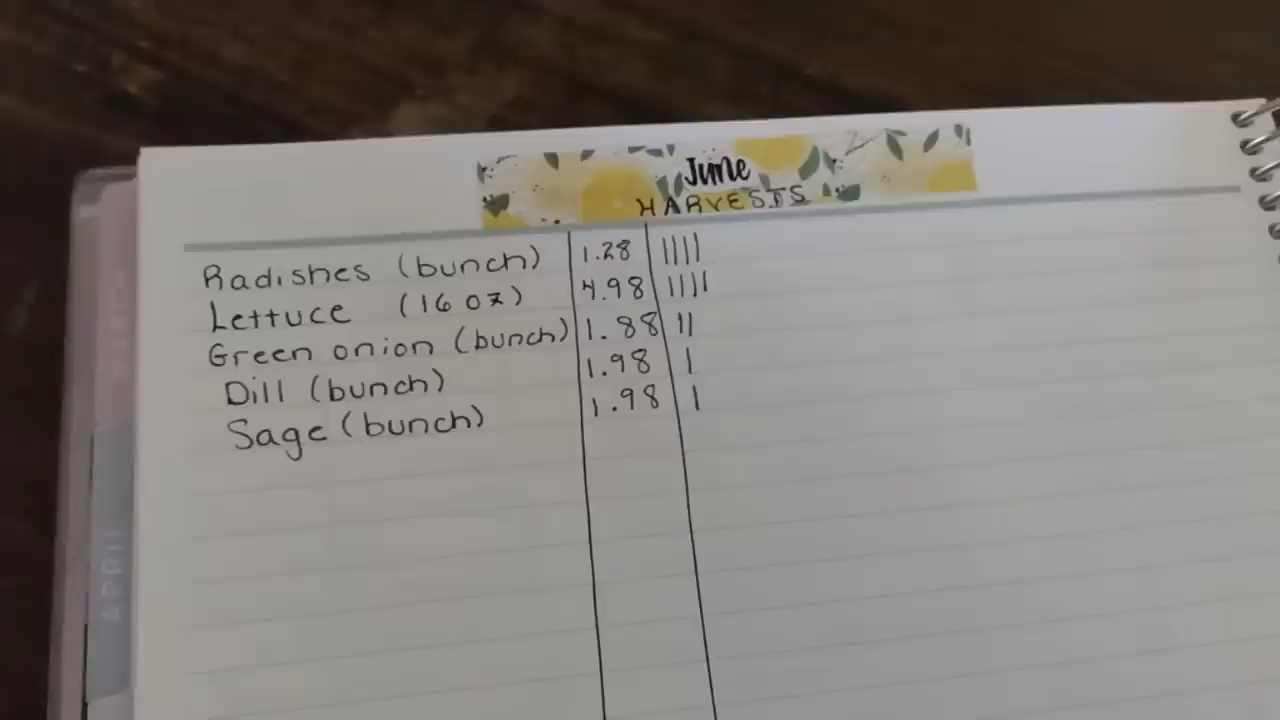 June
HARVESTS
Radishes (bunch) 1.28 ||||
Lettuce (16 oz) 4.98 ||||
Green onion (bunch) 1.88 ||
Dill (bunch) 1.98 |
Sage (bunch) 1.98 |
APRIL